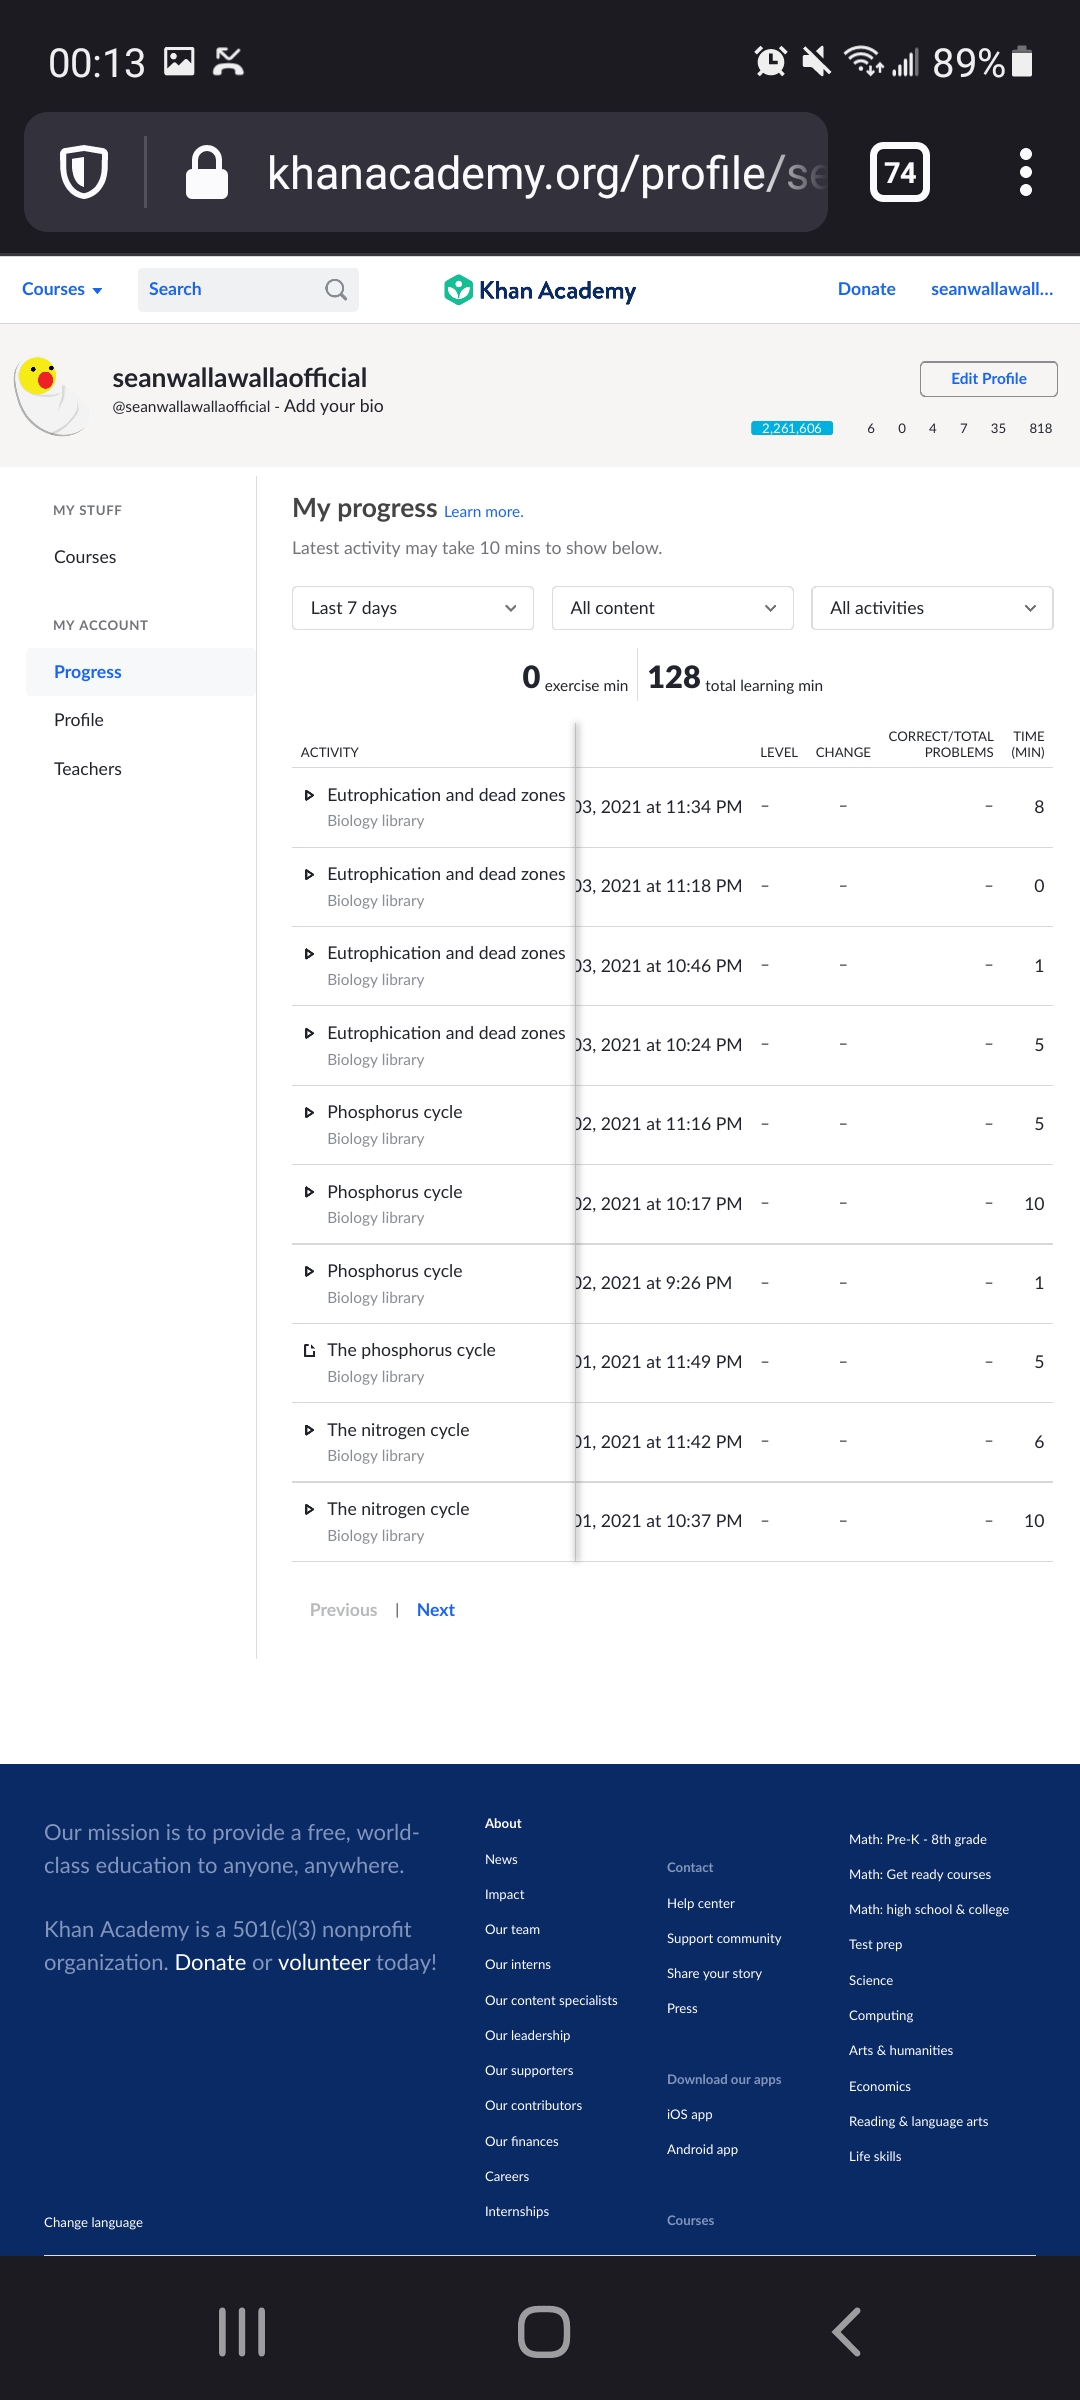 00:13
89%
khanacademy.org/profile/se
74
Courses
Search
Khan Academy
Donate
seanwallawall...
seanwallawallaofficial
@seanwallawallaofficial - Add your bio
Edit Profile
2,261,606 6 0 4 7 35 818
MY STUFF
Courses
MY ACCOUNT
Progress
Profile
Teachers
My progress Learn more.
Latest activity may take 10 mins to show below.
Last 7 days
All content
All activities
0 exercise min
128 total learning min
ACTIVITY LEVEL CHANGE CORRECT/TOTAL PROBLEMS TIME (MIN)
Eutrophication and dead zones 03, 2021 at 11:34 PM – – – 8
Biology library
Eutrophication and dead zones 03, 2021 at 11:18 PM – – – 0
Biology library
Eutrophication and dead zones 03, 2021 at 10:46 PM – – – 1
Biology library
Eutrophication and dead zones 03, 2021 at 10:24 PM – – – 5
Biology library
Phosphorus cycle 02, 2021 at 11:16 PM – – – 5
Biology library
Phosphorus cycle 02, 2021 at 10:17 PM – – – 10
Biology library
Phosphorus cycle 02, 2021 at 9:26 PM – – – 1
Biology library
The phosphorus cycle 01, 2021 at 11:49 PM – – – 5
Biology library
The nitrogen cycle 01, 2021 at 11:42 PM – – – 6
Biology library
The nitrogen cycle 01, 2021 at 10:37 PM – – – 10
Biology library
Previous | Next
Our mission is to provide a free, world-
class education to anyone, anywhere.
Khan Academy is a 501(c)(3) nonprofit
organization. Donate or volunteer today!
Change language
About
News
Impact
Our team
Our interns
Our content specialists
Our leadership
Our supporters
Our contributors
Our finances
Careers
Internships
Contact
Help center
Support community
Share your story
Press
Download our apps
iOS app
Android app
Courses
Math: Pre-K - 8th grade
Math: Get ready courses
Math: high school & college
Test prep
Science
Computing
Arts & humanities
Economics
Reading & language arts
Life skills